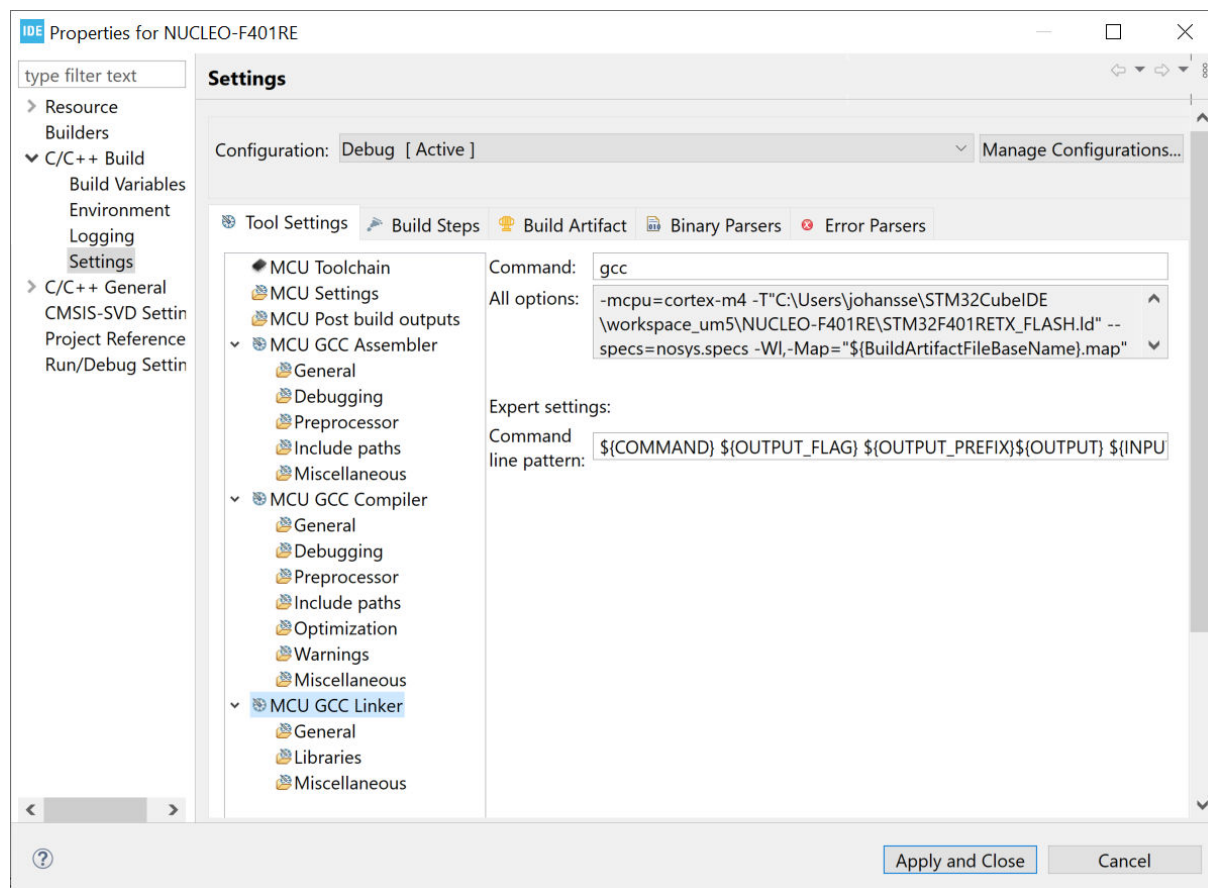 IDE Properties for NUCLEO-F401RE
type filter text
Resource
Builders
C/C++ Build
Build Variables
Environment
Logging
Settings
C/C++ General
CMSIS-SVD Settin
Project Reference
Run/Debug Settin
Settings
Configuration: Debug [ Active ] Manage Configurations...
Tool Settings Build Steps Build Artifact Binary Parsers Error Parsers
MCU Toolchain
MCU Settings
MCU Post build outputs
MCU GCC Assembler
General
Debugging
Preprocessor
Include paths
Miscellaneous
MCU GCC Compiler
General
Debugging
Preprocessor
Include paths
Optimization
Warnings
Miscellaneous
MCU GCC Linker
General
Libraries
Miscellaneous
Command: gcc
All options: -mcpu=cortex-m4 -T"C:\Users\johansse\STM32CubeIDE
\workspace_um5\NUCLEO-F401RE\STM32F401RETX_FLASH.ld" --
specs=nosys.specs -Wl,-Map="${BuildArtifactFileBaseName}.map"
Expert settings:
Command
line pattern: ${COMMAND} ${OUTPUT_FLAG} ${OUTPUT_PREFIX}${OUTPUT} ${INPU
Apply and Close Cancel